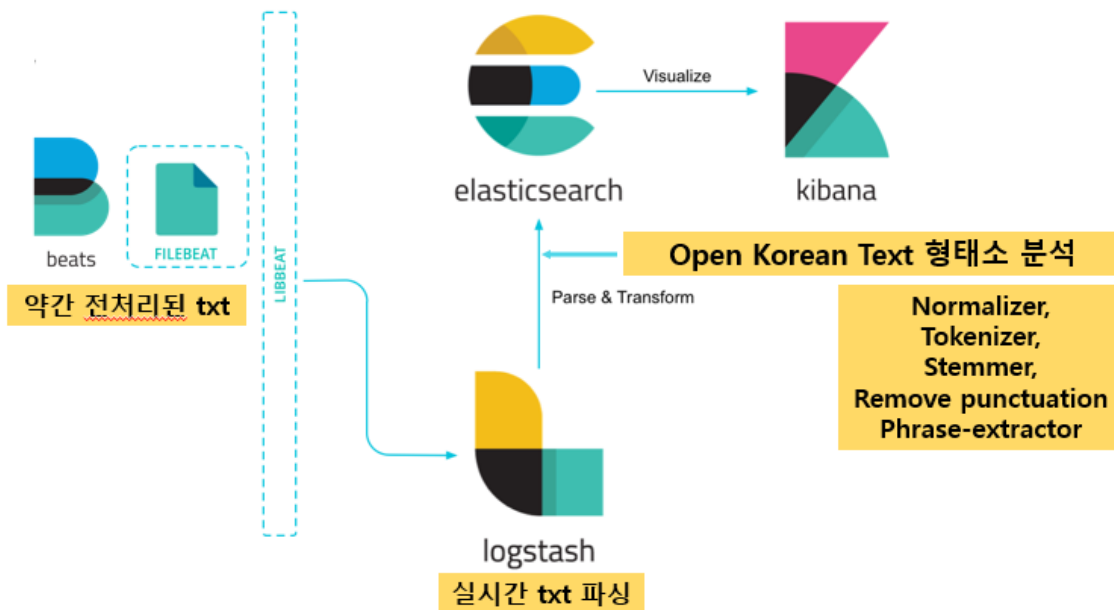 beats
FILEBEAT
약간 전처리된 txt
LIBBEAT
elasticsearch
Visualize
kibana
Open Korean Text 형태소 분석
Parse & Transform
Normalizer,
Tokenizer,
Stemmer,
Remove punctuation
Phrase-extractor
logstash
실시간 txt 파싱